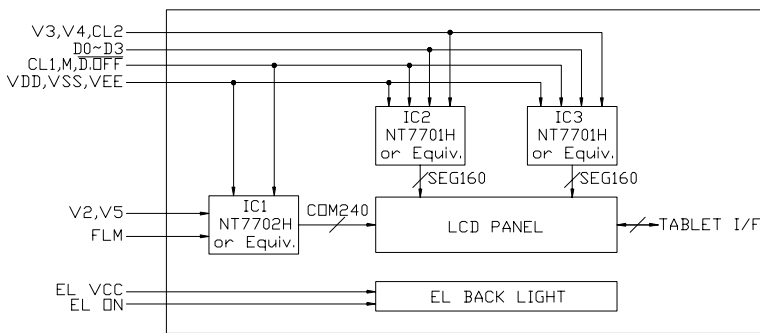 V3,V4,CL2
D0~D3
CL1,M,D.OFF
VDD,VSS,VEE
IC2
NT7701H
or Equiv.
IC3
NT7701H
or Equiv.
SEG160
SEG160
IC1
NT7702H
or Equiv.
COM240
V2,V5
FLM
LCD PANEL
TABLET I/F
EL VCC
EL ON
EL BACK LIGHT